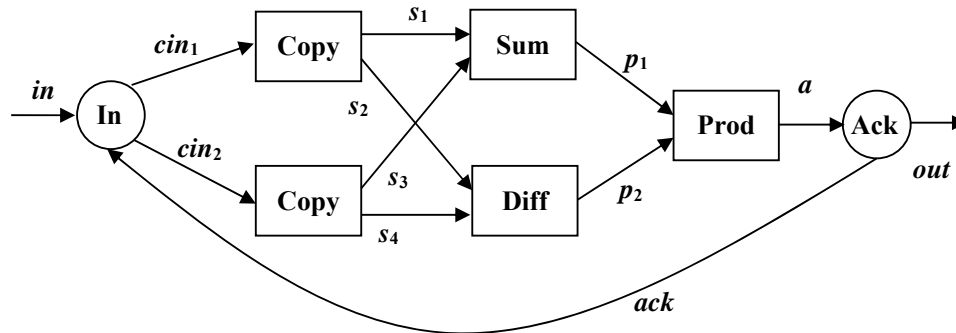 in
In
cin₁
cin₂
Copy
Copy
s₁
s₂
s₃
s₄
Sum
Diff
p₁
p₂
Prod
a
Ack
out
ack